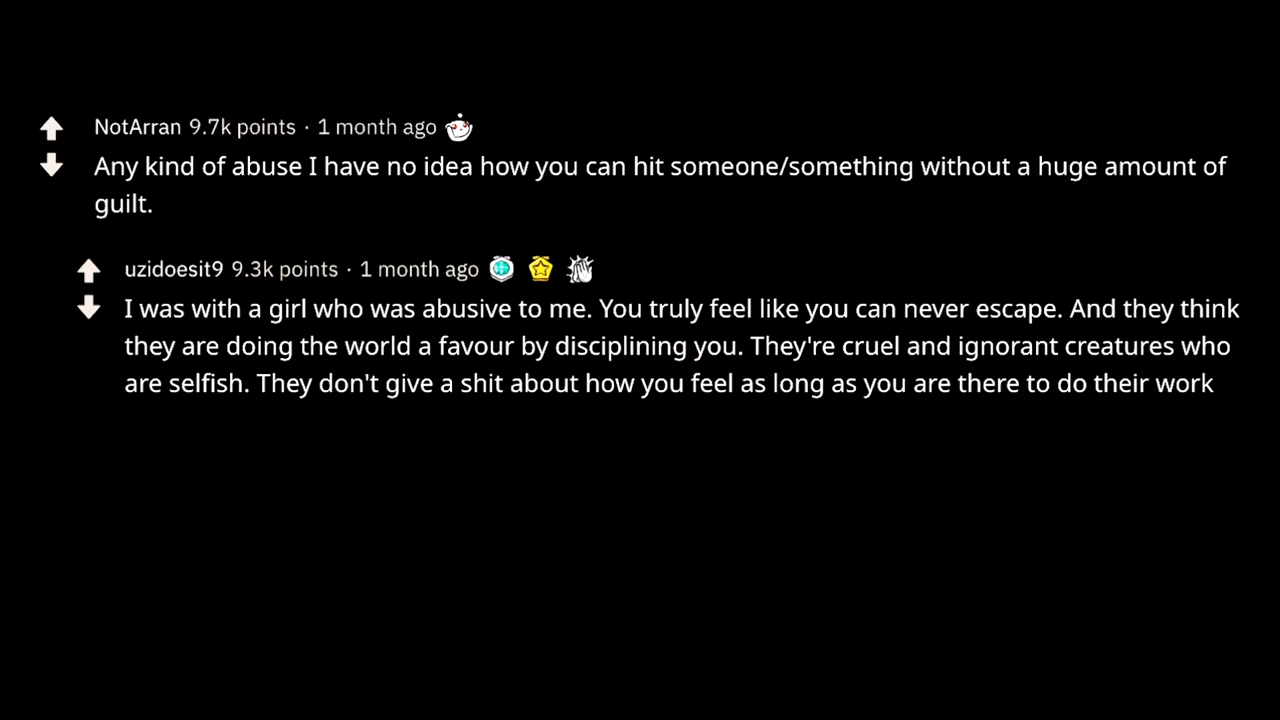 NotArran 9.7k points · 1 month ago
Any kind of abuse I have no idea how you can hit someone/something without a huge amount of
guilt.
uzidoesit9 9.3k points · 1 month ago
I was with a girl who was abusive to me. You truly feel like you can never escape. And they think
they are doing the world a favour by disciplining you. They're cruel and ignorant creatures who
are selfish. They don't give a shit about how you feel as long as you are there to do their work